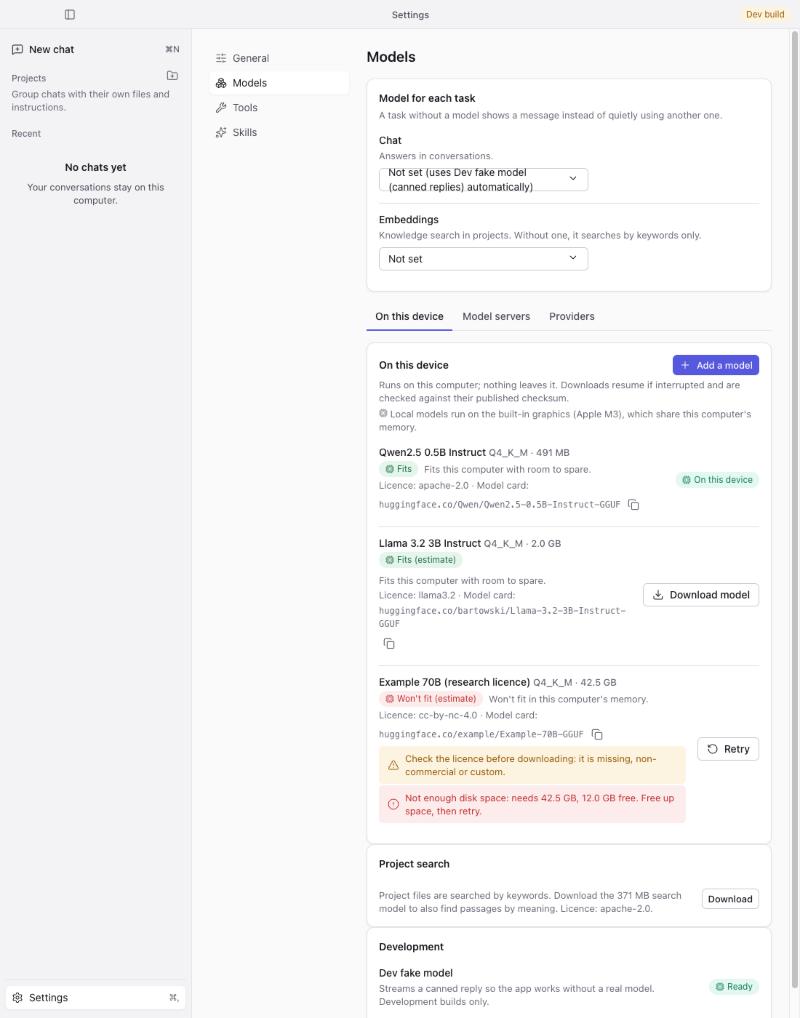 Settings
Dev build
New chat
⌘N
Projects
Group chats with their own files and
instructions.
Recent
No chats yet
Your conversations stay on this
computer.
Settings
⌘,
General
Models
Tools
Skills
Models
Model for each task
A task without a model shows a message instead of quietly using another one.
Chat
Answers in conversations.
Not set (uses Dev fake model
(canned replies) automatically)
Embeddings
Knowledge search in projects. Without one, it searches by keywords only.
Not set
On this device
Model servers
Providers
On this device
Add a model
Runs on this computer; nothing leaves it. Downloads resume if interrupted and are
checked against their published checksum.
Local models run on the built-in graphics (Apple M3), which share this computer's
memory.
Qwen2.5 0.5B Instruct Q4_K_M · 491 MB
Fits Fits this computer with room to spare.
Licence: apache-2.0 · Model card:
huggingface.co/Qwen/Qwen2.5-0.5B-Instruct-GGUF
On this device
Llama 3.2 3B Instruct Q4_K_M · 2.0 GB
Fits (estimate)
Fits this computer with room to spare.
Licence: llama3.2 · Model card:
huggingface.co/bartowski/Llama-3.2-3B-Instruct-
GGUF
Download model
Example 70B (research licence) Q4_K_M · 42.5 GB
Won't fit (estimate) Won't fit in this computer's memory.
Licence: cc-by-nc-4.0 · Model card:
huggingface.co/example/Example-70B-GGUF
Retry
Check the licence before downloading: it is missing, non-
commercial or custom.
Not enough disk space: needs 42.5 GB, 12.0 GB free. Free up
space, then retry.
Project search
Project files are searched by keywords. Download the 371 MB search
model to also find passages by meaning. Licence: apache-2.0.
Download
Development
Dev fake model
Streams a canned reply so the app works without a real model.
Development builds only.
Ready